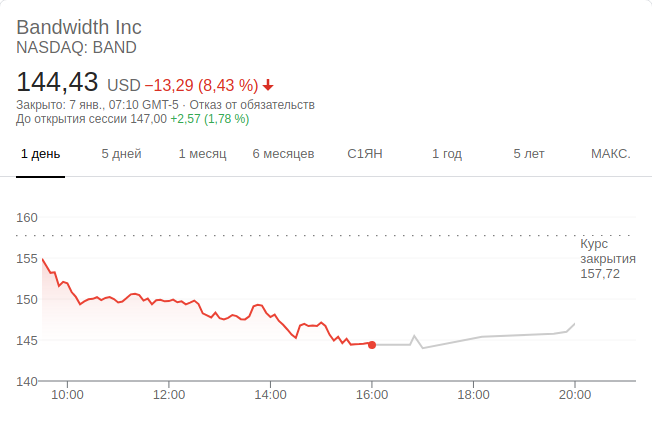 Bandwidth Inc
NASDAQ: BAND
144,43 USD −13,29 (8,43 %)
Закрыто: 7 янв., 07:10 GMT-5 · Отказ от обязательств
До открытия сессии 147,00 +2,57 (1,78 %)
1 день 5 дней 1 месяц 6 месяцев С1ЯН 1 год 5 лет МАКС.
160
Курс
закрытия
157,72
155
150
145
140
10:00 12:00 14:00 16:00 18:00 20:00